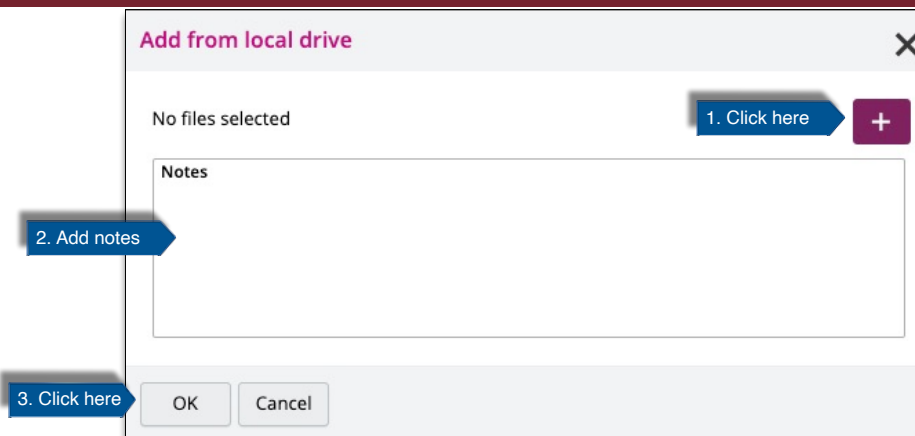 Add from local drive
No files selected
1. Click here
+
Notes
2. Add notes
3. Click here
OK
Cancel